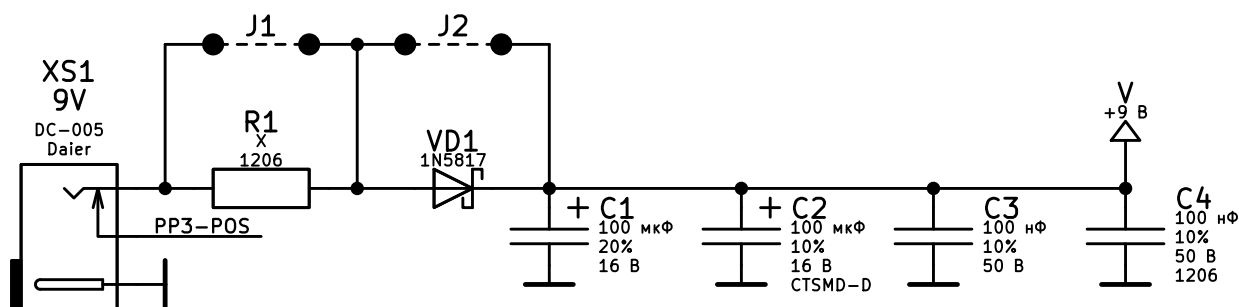 J1
J2
XS1
9V
DC-005
Daier
R1
X
1206
VD1
1N5817
V
+9 В
PP3-POS
+ C1
100 мкФ
20%
16 В
+ C2
100 мкФ
10%
16 В
CTSMD-D
C3
100 нФ
10%
50 В
C4
100 нФ
10%
50 В
1206